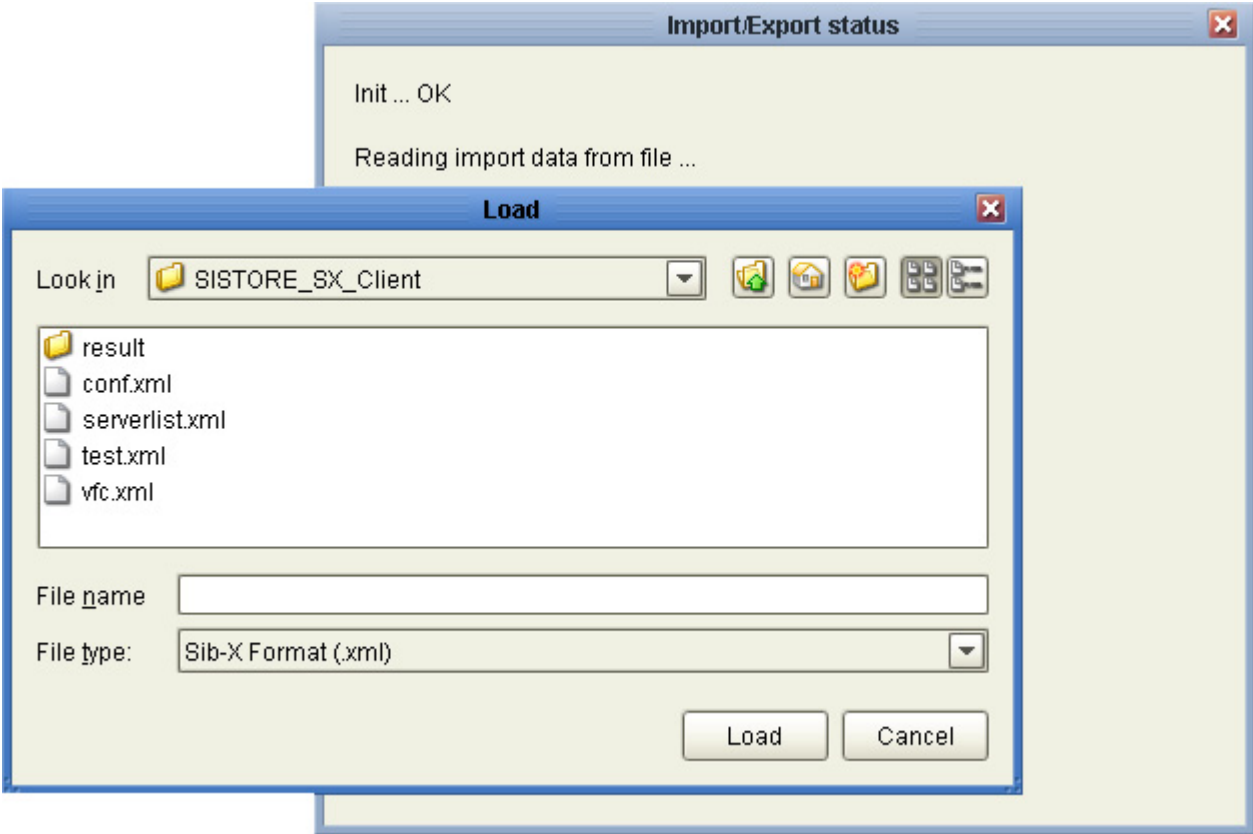 Import/Export status
Init ... OK
Reading import data from file ...
Load
Look in SISTORE_SX_Client
result
conf.xml
serverlist.xml
test.xml
vfc.xml
File name
File type: Sib-X Format (.xml)
Load Cancel